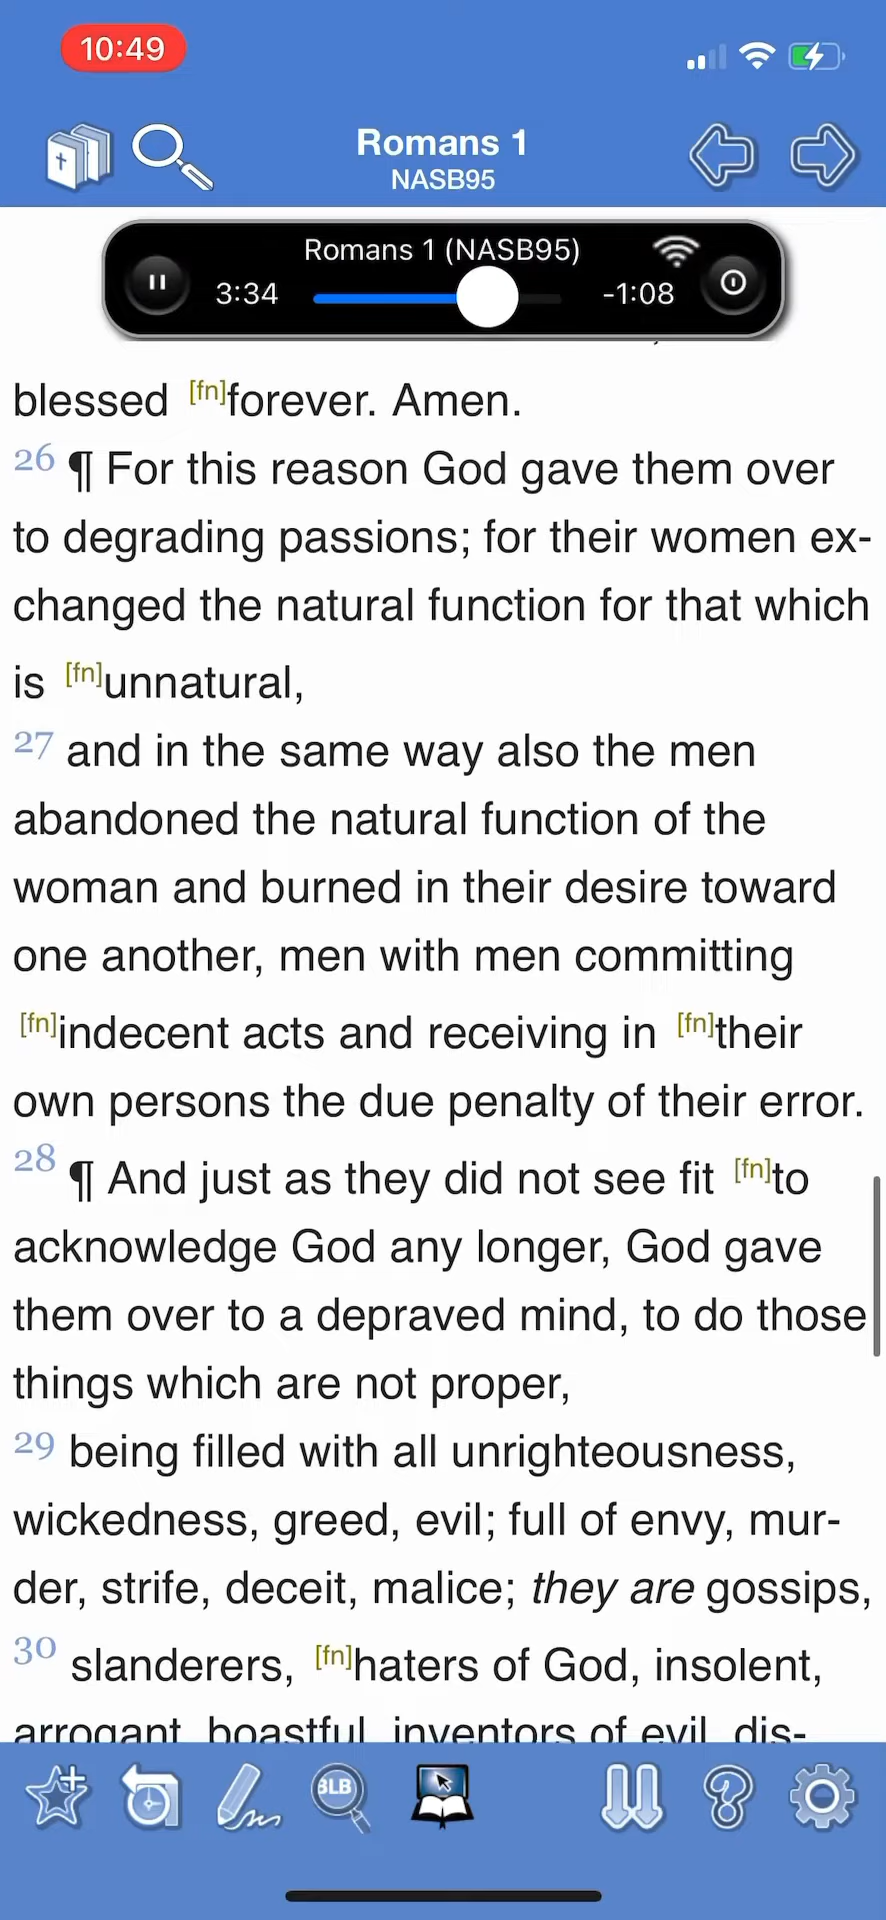 10:49
Romans 1
NASB95
Romans 1 (NASB95)
3:34
-1:08
blessed [fn]forever. Amen.
26 ¶ For this reason God gave them over
to degrading passions; for their women ex-
changed the natural function for that which
is [fn]unnatural,
27 and in the same way also the men
abandoned the natural function of the
woman and burned in their desire toward
one another, men with men committing
[fn]indecent acts and receiving in [fn]their
own persons the due penalty of their error.
28 ¶ And just as they did not see fit [fn]to
acknowledge God any longer, God gave
them over to a depraved mind, to do those
things which are not proper,
29 being filled with all unrighteousness,
wickedness, greed, evil; full of envy, mur-
der, strife, deceit, malice; they are gossips,
30 slanderers, [fn]haters of God, insolent,
arrogant, boastful, inventors of evil, dis-
BLB